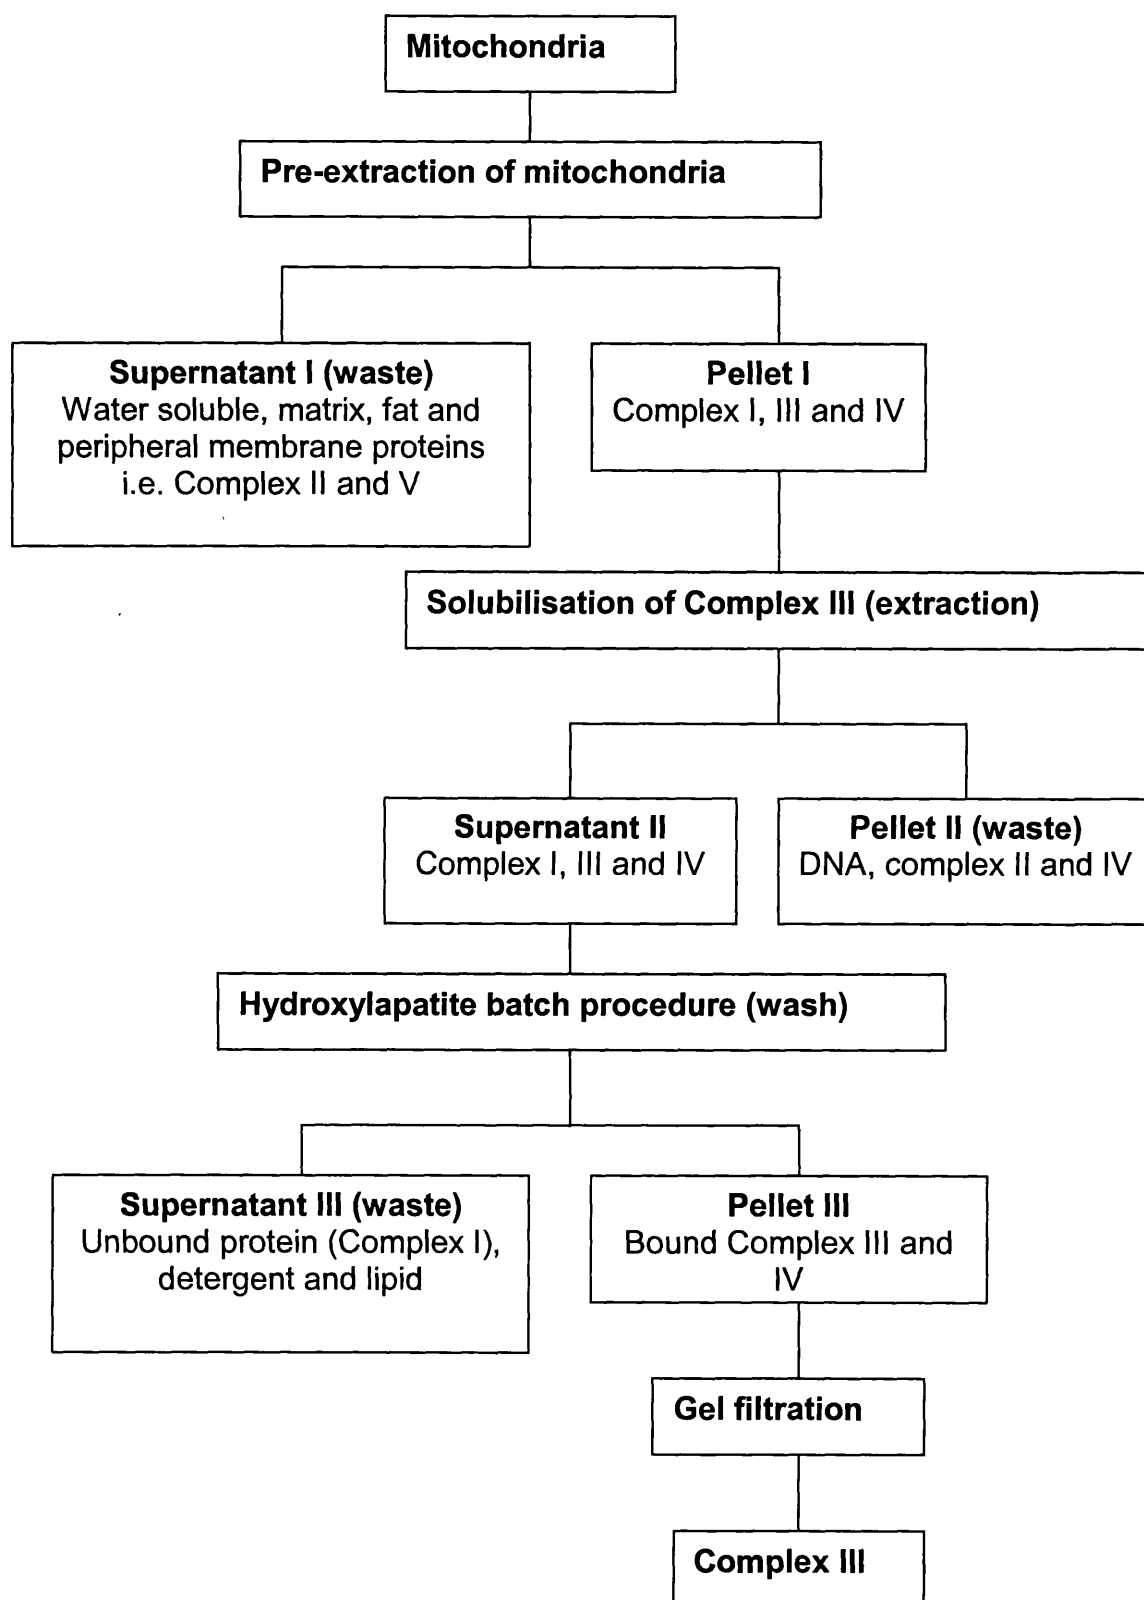 Mitochondria
Pre-extraction of mitochondria
Supernatant I (waste)
Water soluble, matrix, fat and
peripheral membrane proteins
i.e. Complex II and V
Pellet I
Complex I, III and IV
Solubilisation of Complex III (extraction)
Supernatant II
Complex I, III and IV
Pellet II (waste)
DNA, complex II and IV
Hydroxylapatite batch procedure (wash)
Supernatant III (waste)
Unbound protein (Complex I),
detergent and lipid
Pellet III
Bound Complex III and
IV
Gel filtration
Complex III